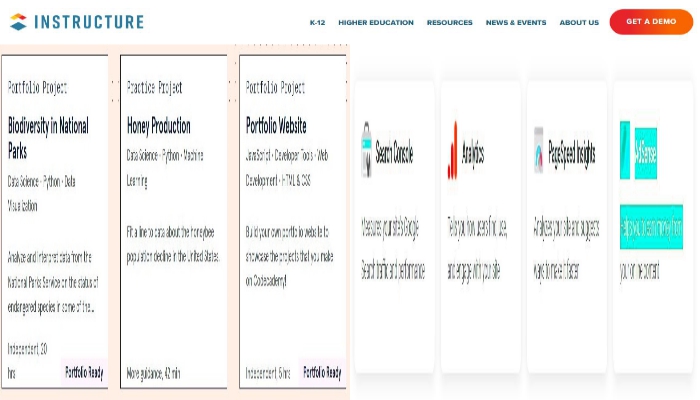 INSTRUCTURE
K-12 HIGHER EDUCATION RESOURCES NEWS & EVENTS ABOUT US GET A DEMO
Portfolio Project
Biodiversity in National
Parks
Data Science • Python • Data
Visualization
Analyze and interpret data from the
National Parks Service on the status of
endangered species in some of the...
Independent, 20
hrs
Portfolio Ready
Practice Project
Honey Production
Data Science • Python • Machine
Learning
Fit a line to data about the honeybee
population decline in the United States.
More guidance, 42 min
Portfolio Project
Portfolio Website
JavaScript • Developer Tools • Web
Development • HTML & CSS
Build your own portfolio website to
showcase the projects that you make
on Codecademy!
Independent, 6 hrs
Portfolio Ready
Search Console
Measures your site's Google
Search traffic and performance
Analytics
Tells you how users find, use,
and engage with your site
PageSpeed Insights
Analyzes your site and suggests
ways to make it faster
AdSense
Helps you to earn money from
your online content